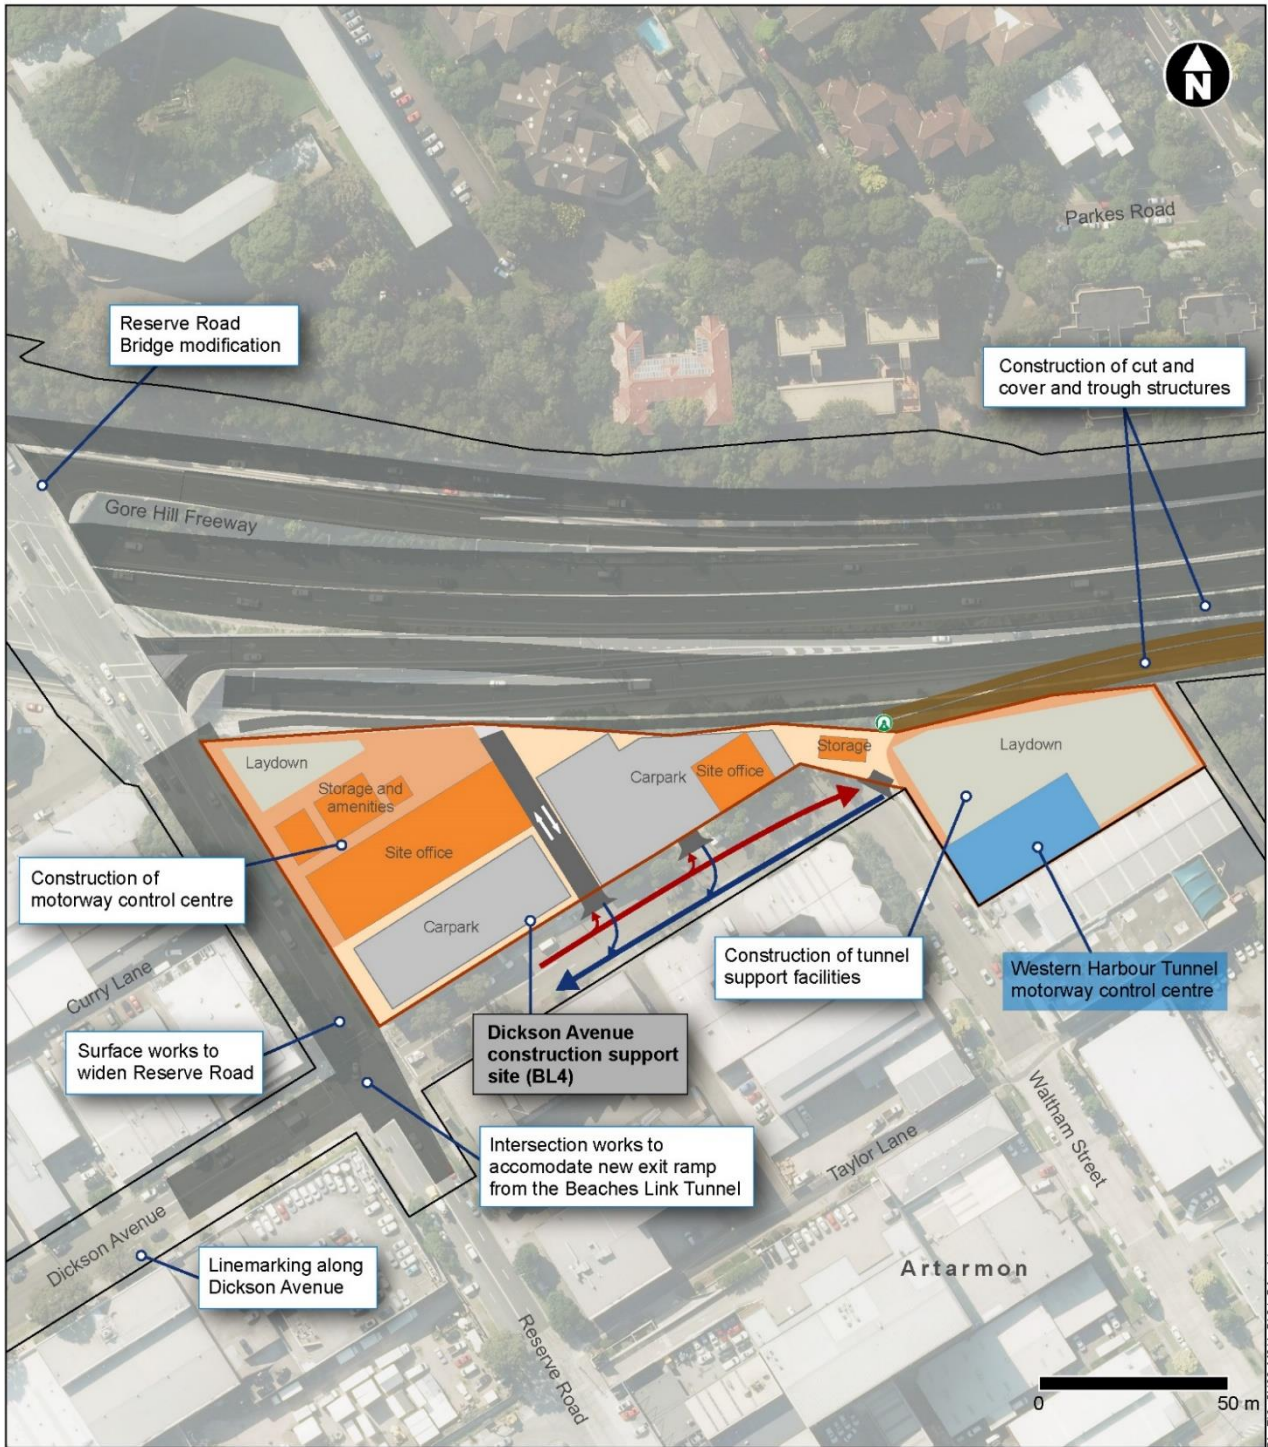 N
Parkes Road
Reserve Road
Bridge modification
Construction of cut and
cover and trough structures
Gore Hill Freeway
Laydown
Storage and
amenities
Site office
Carpark
Carpark
Site office
Storage
Laydown
Construction of
motorway control centre
Curry Lane
Surface works to
widen Reserve Road
Dickson Avenue
construction support
site (BL4)
Construction of tunnel
support facilities
Western Harbour Tunnel
motorway control centre
Intersection works to
accomodate new exit ramp
from the Beaches Link Tunnel
Taylor Lane
Waltham Street
Dickson Avenue
Linemarking along
Dickson Avenue
Artarmon
Reserve Road
0 50 m